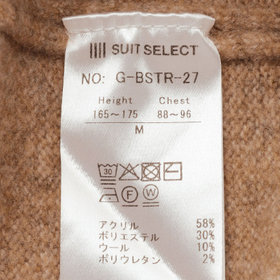 SUIT SELECT
NO: G-BSTR-27
Height Chest
165～175 88～96
M
30
F W
アクリル 58%
ポリエステル 30%
ウール 10%
ポリウレタン 2%